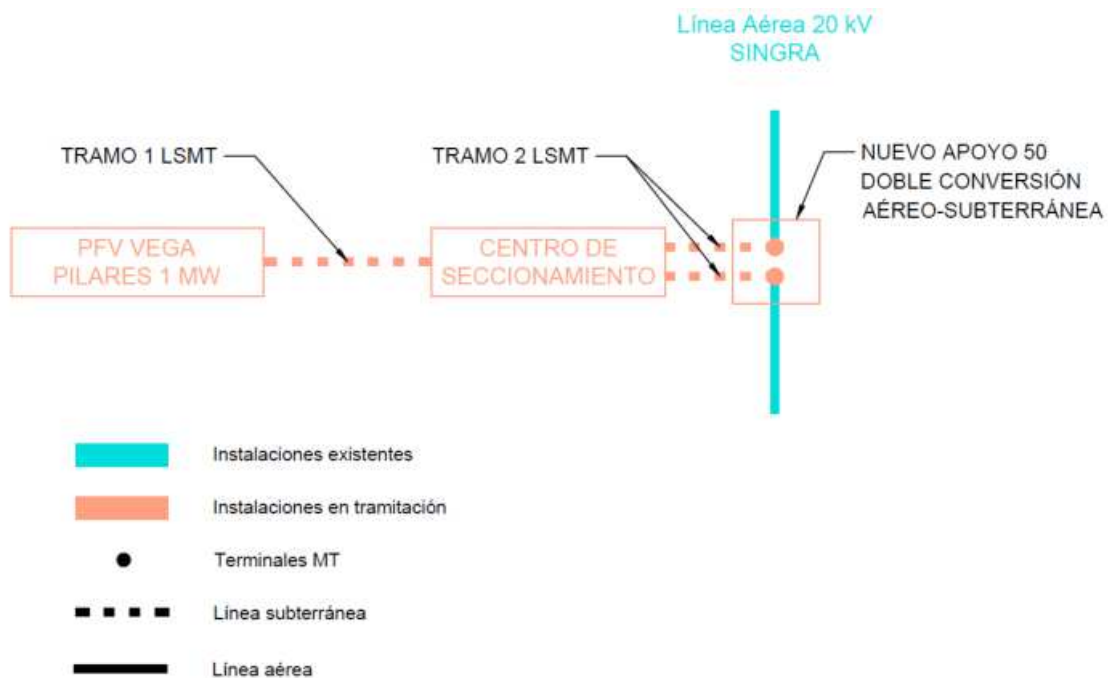 Línea Aérea 20 kV
SINGRA
TRAMO 1 LSMT
TRAMO 2 LSMT
NUEVO APOYO 50
DOBLE CONVERSIÓN
AÉREO-SUBTERRÁNEA
PFV VEGA
PILARES 1 MW
CENTRO DE
SECCIONAMIENTO
Instalaciones existentes
Instalaciones en tramitación
Terminales MT
Línea subterránea
Línea aérea